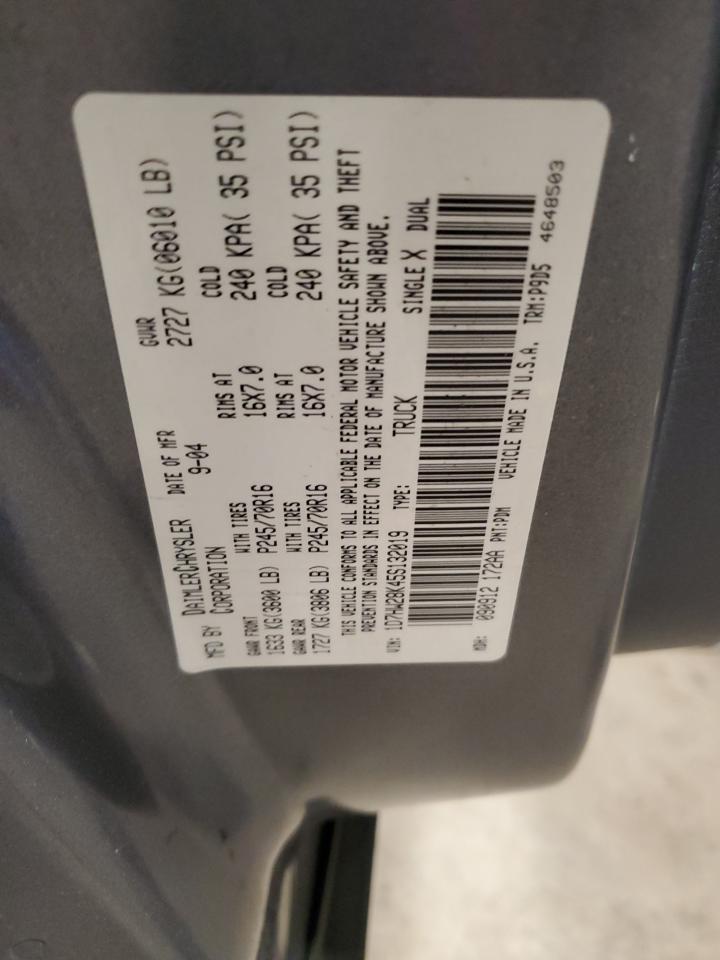 MFD BY DAIMLERCHRYSLER CORPORATION
DATE OF MFR 9-04
GVWR 2727 KG(06010 LB)
GAWR FRONT WITH TIRES RIMS AT COLD
1633 KG(3600 LB) P245/70R16 16X7.0 240 KPA( 35 PSI)
GAWR REAR WITH TIRES RIMS AT COLD
1727 KG(3806 LB) P245/70R16 16X7.0 240 KPA( 35 PSI)
THIS VEHICLE CONFORMS TO ALL APPLICABLE FEDERAL MOTOR VEHICLE SAFETY AND THEFT
PREVENTION STANDARDS IN EFFECT ON THE DATE OF MANUFACTURE SHOWN ABOVE.
VIN: 1D7HW28K45S132019 TYPE: TRUCK SINGLE X DUAL
MDH: 090912 172AA PNT:PDM VEHICLE MADE IN U.S.A. TRM:P9D5 4648503